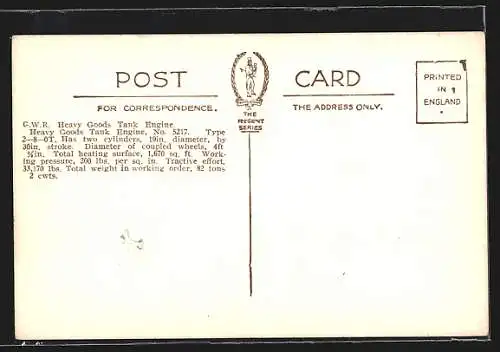 POST CARD
FOR CORRESPONDENCE.
THE ADDRESS ONLY.
THE
REGENT
SERIES
PRINTED
IN
ENGLAND
G.W.R. Heavy Goods Tank Engine
Heavy Goods Tank Engine, No. 5217. Type
2—8—0T. Has two cylinders, 19in. diameter, by
30in. stroke. Diameter of coupled wheels, 4ft
7½in. Total heating surface, 1,670 sq. ft. Work-
ing pressure, 200 lbs. per sq. in. Tractive effort,
33,170 lbs. Total weight in working order, 82 tons
2 cwts.